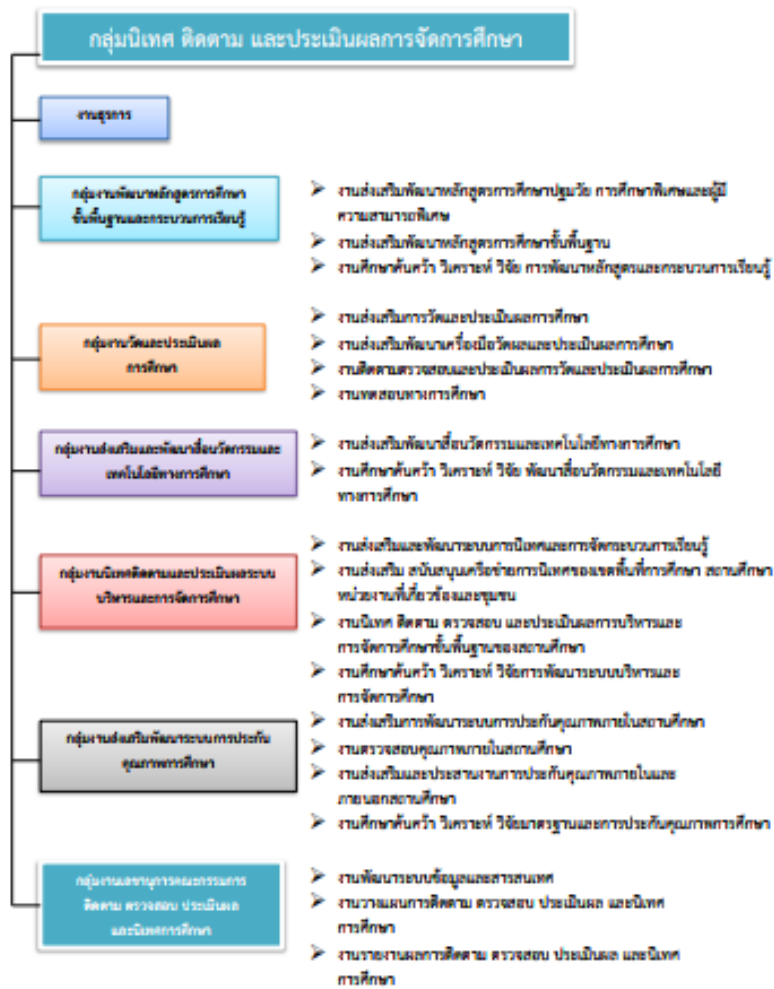 กลุ่มนิเทศ ติดตาม และประเมินผลการจัดการศึกษา
งานธุรการ
กลุ่มงานพัฒนาหลักสูตรการศึกษา
ขั้นพื้นฐานและกระบวนการเรียนรู้
➢ งานส่งเสริมพัฒนาหลักสูตรการศึกษาปฐมวัย การศึกษาพิเศษและผู้มี
ความสามารถพิเศษ
➢ งานส่งเสริมพัฒนาหลักสูตรการศึกษาขั้นพื้นฐาน
➢ งานศึกษาค้นคว้า วิเคราะห์ วิจัย การพัฒนาหลักสูตรและกระบวนการเรียนรู้
กลุ่มงานวัดและประเมินผล
การศึกษา
➢ งานส่งเสริมการวัดและประเมินผลการศึกษา
➢ งานส่งเสริมพัฒนาเครื่องมือวัดผลและประเมินผลการศึกษา
➢ งานติดตามตรวจสอบและประเมินผลการวัดและประเมินผลการศึกษา
➢ งานทดสอบทางการศึกษา
กลุ่มงานส่งเสริมและพัฒนาสื่อนวัตกรรมและ
เทคโนโลยีทางการศึกษา
➢ งานส่งเสริมพัฒนาสื่อนวัตกรรมและเทคโนโลยีทางการศึกษา
➢ งานศึกษาค้นคว้า วิเคราะห์ วิจัย พัฒนาสื่อนวัตกรรมและเทคโนโลยี
ทางการศึกษา
กลุ่มงานนิเทศติดตามและประเมินผลระบบ
บริหารและการจัดการศึกษา
➢ งานส่งเสริมและพัฒนาระบบการนิเทศและการจัดกระบวนการเรียนรู้
➢ งานส่งเสริม สนับสนุนเครือข่ายการนิเทศของเขตพื้นที่การศึกษา สถานศึกษา
หน่วยงานที่เกี่ยวข้องและชุมชน
➢ งานนิเทศ ติดตาม ตรวจสอบ และประเมินผลการบริหารและ
การจัดการศึกษาขั้นพื้นฐานของสถานศึกษา
➢ งานศึกษาค้นคว้า วิเคราะห์ วิจัยการพัฒนาระบบบริหารและ
การจัดการศึกษา
กลุ่มงานส่งเสริมพัฒนาระบบการประกัน
คุณภาพการศึกษา
➢ งานส่งเสริมการพัฒนาระบบการประกันคุณภาพภายในสถานศึกษา
➢ งานตรวจสอบคุณภาพภายในสถานศึกษา
➢ งานส่งเสริมและประสานงานการประกันคุณภาพภายในและ
ภายนอกสถานศึกษา
➢ งานศึกษาค้นคว้า วิเคราะห์ วิจัยมาตรฐานและการประกันคุณภาพการศึกษา
กลุ่มงานเลขานุการคณะกรรมการ
ติดตาม ตรวจสอบ ประเมินผล
และนิเทศการศึกษา
➢ งานพัฒนาระบบข้อมูลและสารสนเทศ
➢ งานวางแผนการติดตาม ตรวจสอบ ประเมินผล และนิเทศ
การศึกษา
➢ งานรายงานผลการติดตาม ตรวจสอบ ประเมินผล และนิเทศ
การศึกษา